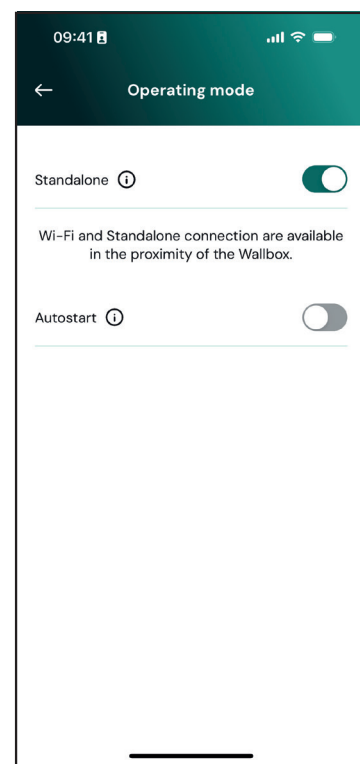 09:41
Operating mode
Standalone
Wi-Fi and Standalone connection are available
in the proximity of the Wallbox.
Autostart